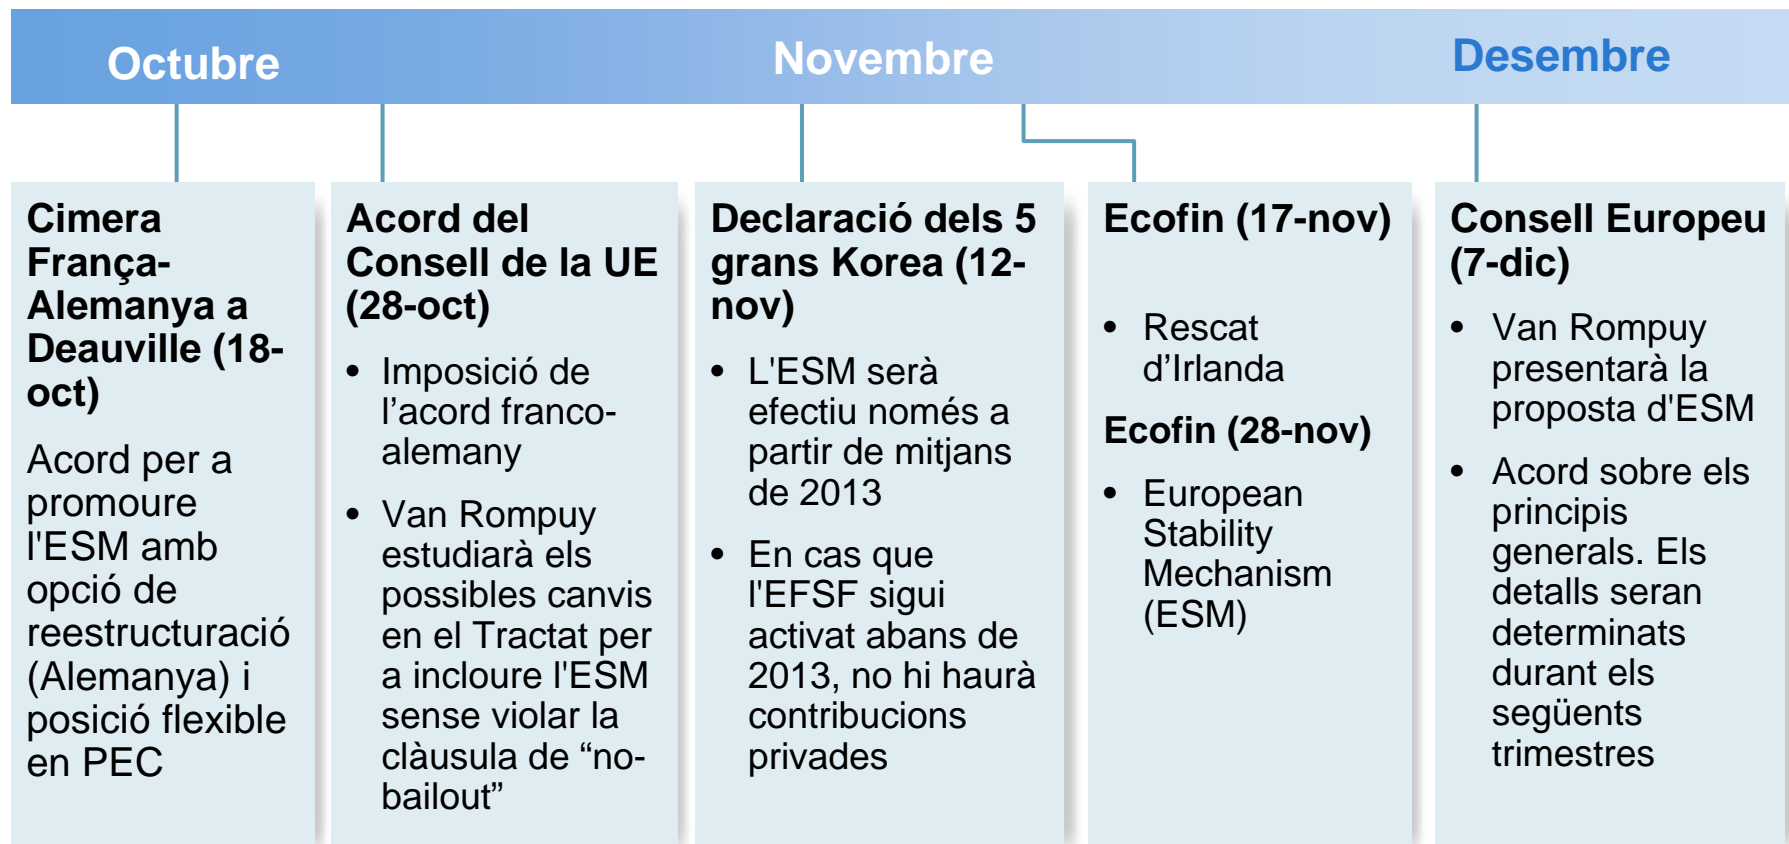 Octubre
Novembre
Desembre
Cimera
França-
Alemanya a
Deauville (18-
oct)
Acord per a
promoure
l'ESM amb
opció de
reestructuració
(Alemanya) i
posició flexible
en PEC
Acord del
Consell de la UE
(28-oct)
• Imposició de
l’acord franco-
alemany
• Van Rompuy
estudiarà els
possibles canvis
en el Tractat per
a incloure l'ESM
sense violar la
clàusula de “no-
bailout”
Declaració dels 5
grans Korea (12-
nov)
• L'ESM serà
efectiu només a
partir de mitjans
de 2013
• En cas que
l'EFSF sigui
activat abans de
2013, no hi haurà
contribucions
privades
Ecofin (17-nov)
• Rescat
d’Irlanda
Ecofin (28-nov)
• European
Stability
Mechanism
(ESM)
Consell Europeu
(7-dic)
• Van Rompuy
presentarà la
proposta d'ESM
• Acord sobre els
principis
generals. Els
detalls seran
determinats
durant els
següents
trimestres